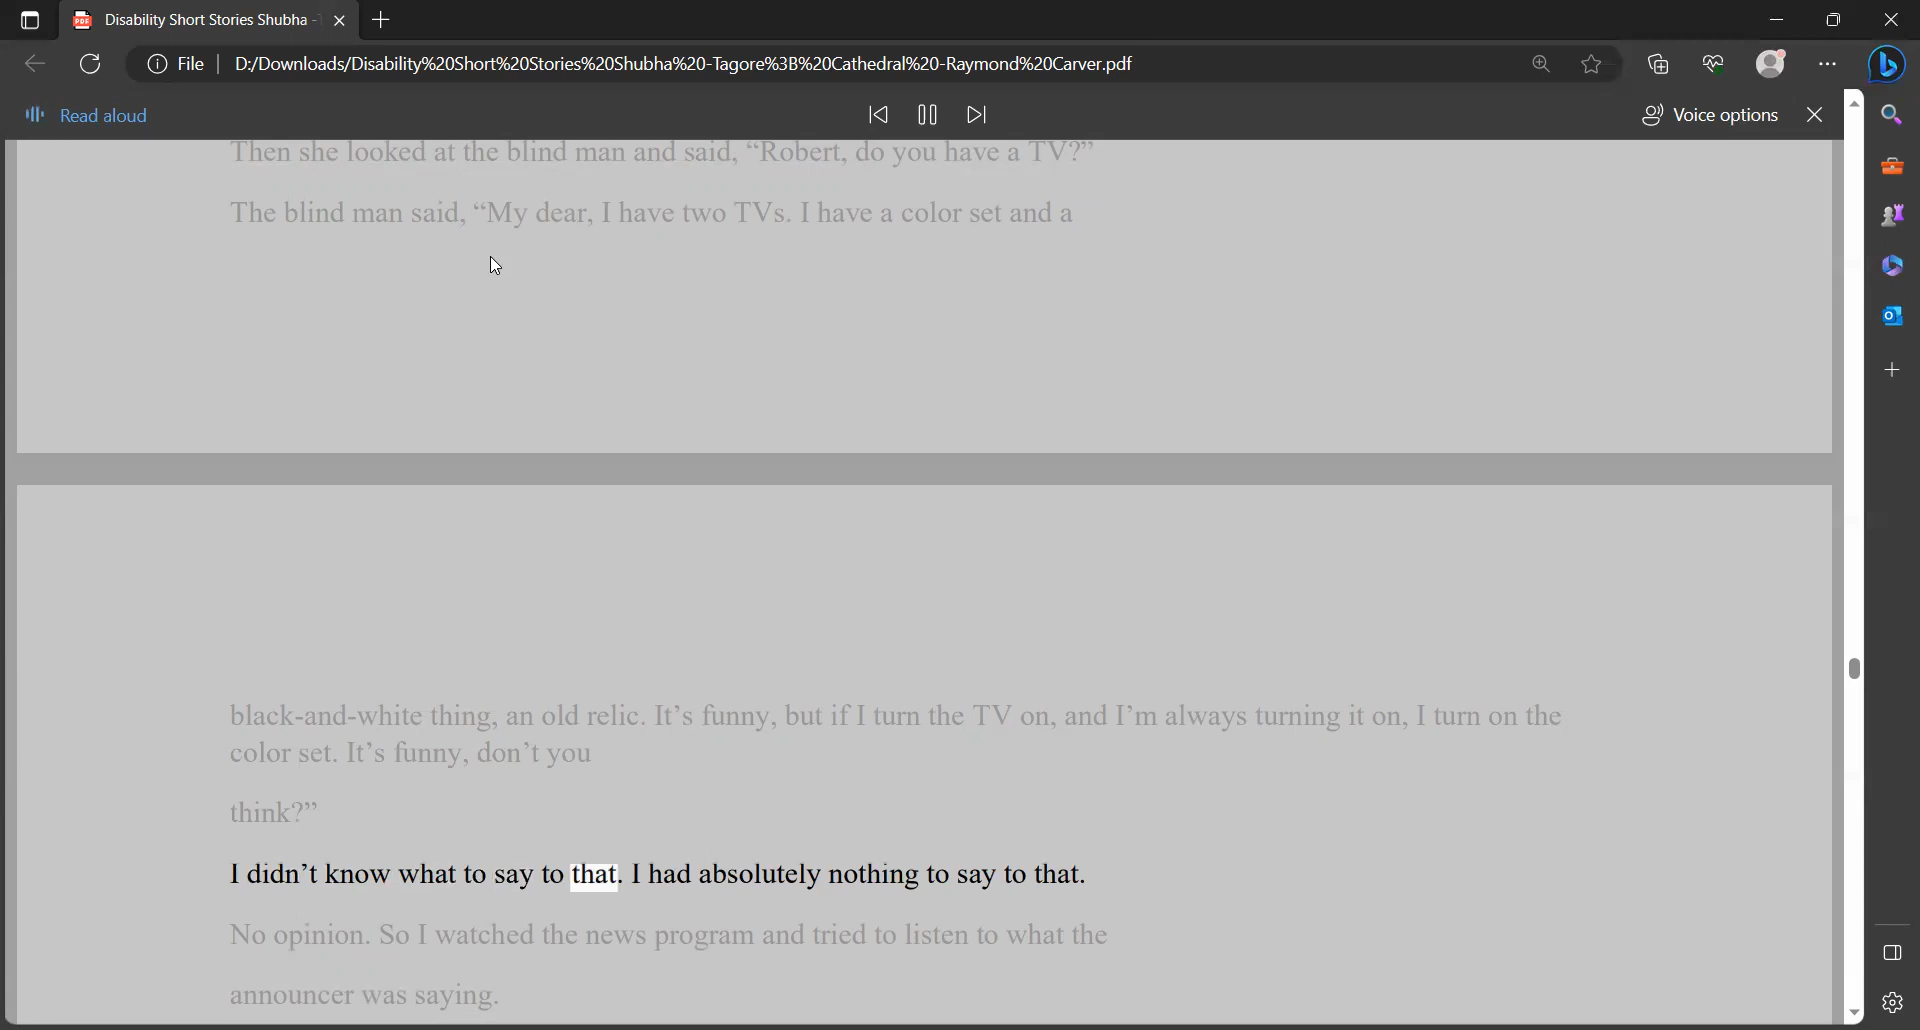 Disability Short Stories Shubha -
File
D:/Downloads/Disability%20Short%20Stories%20Shubha%20-Tagore%3B%20Cathedral%20-Raymond%20Carver.pdf
Read aloud
Voice options
Then she looked at the blind man and said, “Robert, do you have a TV?”
The blind man said, “My dear, I have two TVs. I have a color set and a
black-and-white thing, an old relic. It’s funny, but if I turn the TV on, and I’m always turning it on, I turn on the
color set. It’s funny, don’t you
think?”
I didn’t know what to say to that. I had absolutely nothing to say to that.
No opinion. So I watched the news program and tried to listen to what the
announcer was saying.